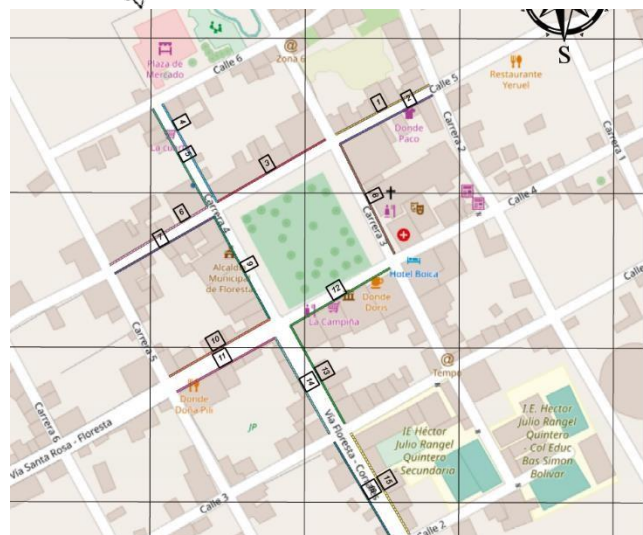 S
Plaza de
Mercado
Calle 6
Zona 6
Restaurante
Yeruel
Calle 5
1
2
Donde
Paco
Carrera 2
Carrera 1
4
5
3
6
7
8
Carrera 3
Calle 4
Carrera 4
Alcaldía
Municipal
de Floresta
9
Hotel Boica
12
Donde
Doris
La Campiña
Carrera 5
10
11
13
14
Tempo
Donde
Doña Pili
Carrera 6
Vía Santa Rosa - Floresta
JP
IE Héctor
Julio Rangel
Quintero
- Secundaria
I.E. Hector
Julio Rangel
Quintero
- Col Educ
Bas Simon
Bolivar
Calle 3
15
Calle 2